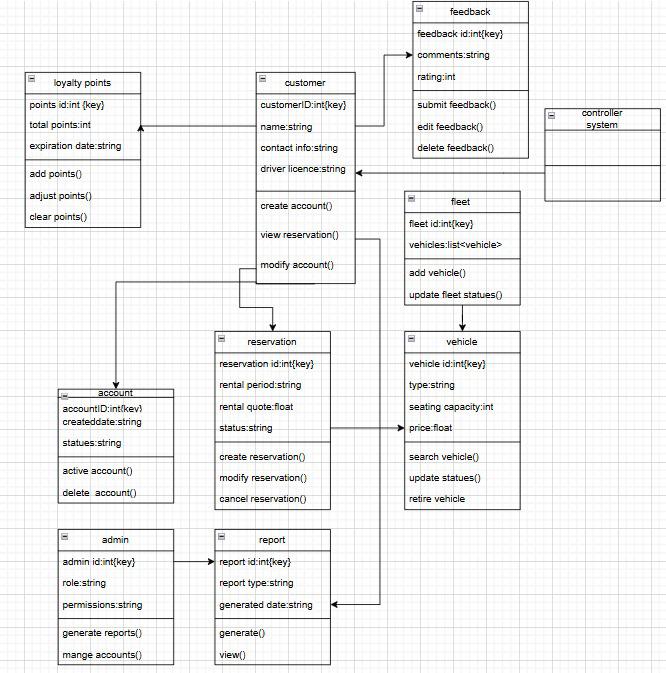 feedback
feedback id:int{key}
comments:string
rating:int
submit feedback()
edit feedback()
delete feedback()
loyalty points
points id:int {key}
total points:int
expiration date:string
add points()
adjust points()
clear points()
customer
customerID:int{key}
name:string
contact info:string
driver licence:string
create account()
view reservation()
modify account()
controller
system
fleet
fleet id:int{key}
vehicles:list<vehicle>
add vehicle()
update fleet statues()
reservation
reservation id:int{key}
rental period:string
rental quote:float
status:string
create reservation()
modify reservation()
cancel reservation()
vehicle
vehicle id:int{key}
type:string
seating capacity:int
price:float
search vehicle()
update statues()
retire vehicle
account
accountID:int{key}
createddate:string
statues:string
active account()
delete  account()
admin
admin id:int{key}
role:string
permissions:string
generate reports()
mange accounts()
report
report id:int{key}
report type:string
generated date:string
generate()
view()